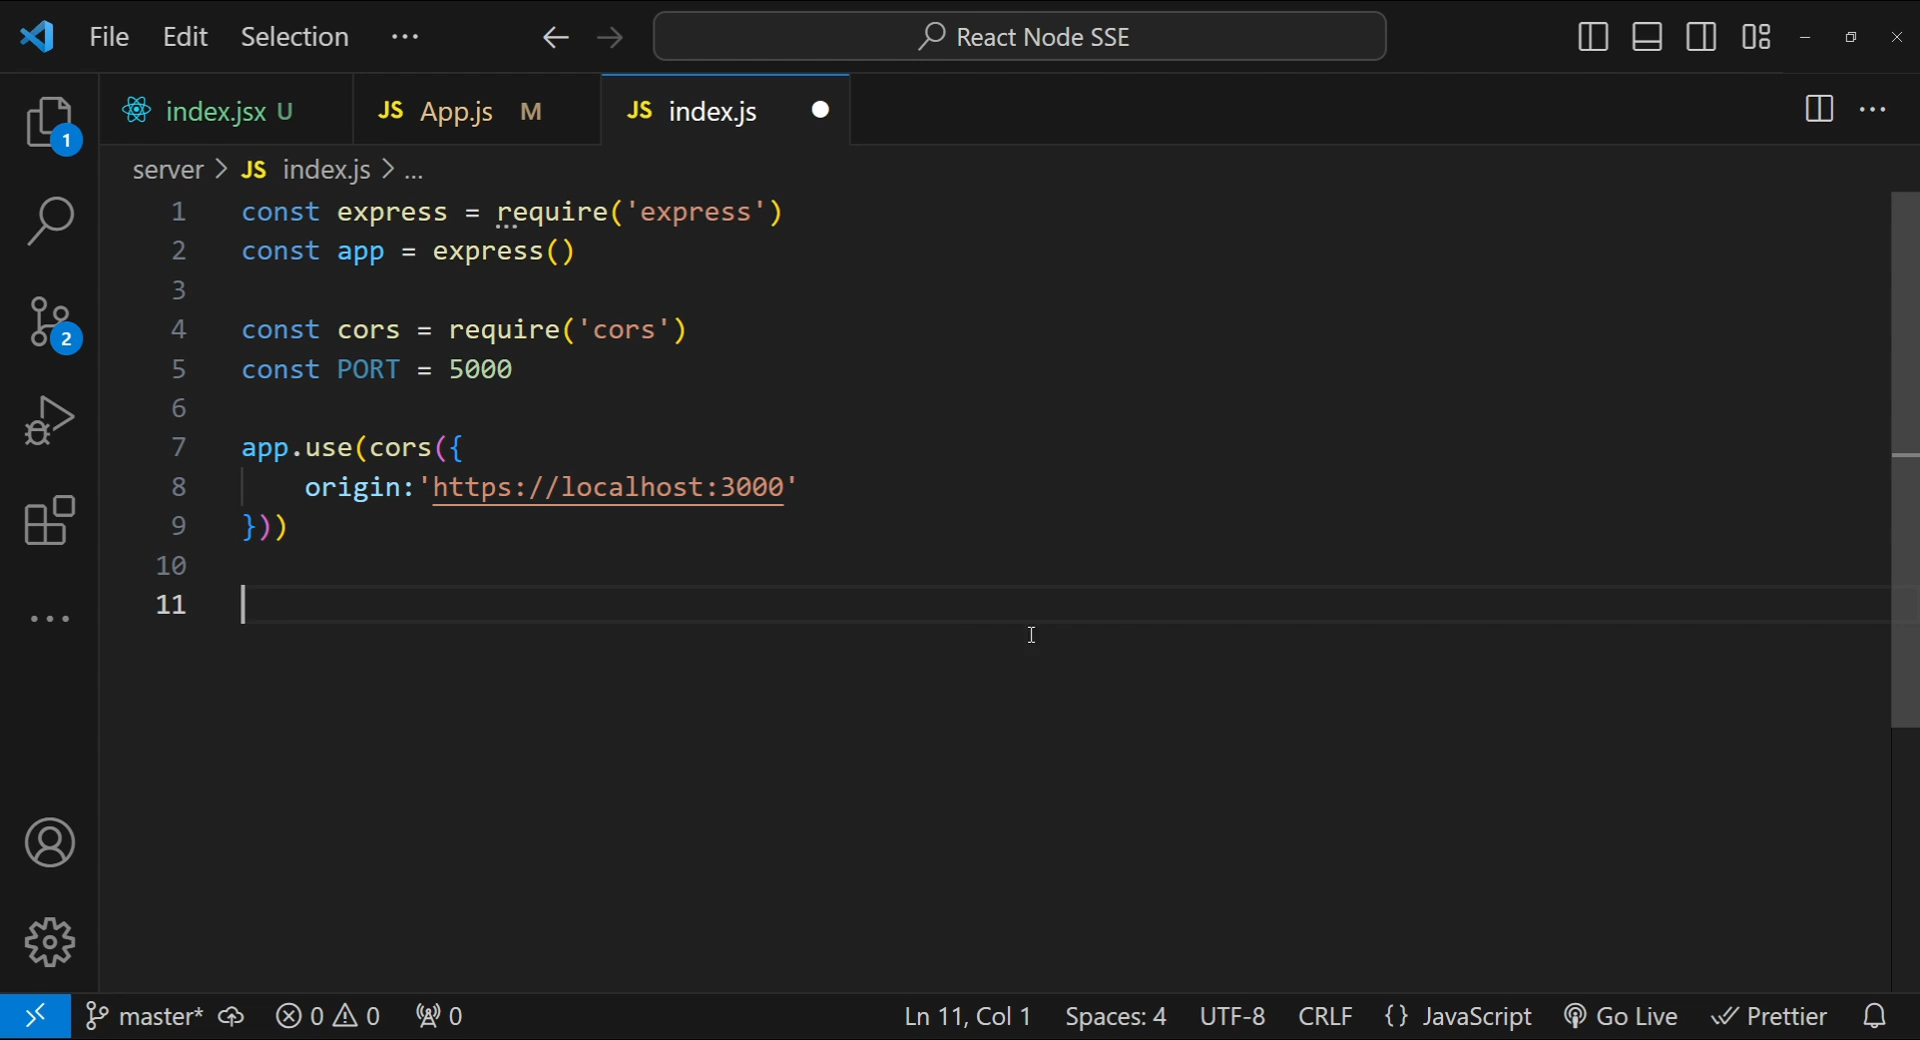 File Edit Selection ··· React Node SSE
index.jsx U JS App.js M JS index.js
server > JS index.js > ...
1 const express = require('express')
2 const app = express()
3
4 const cors = require('cors')
5 const PORT = 5000
6
7 app.use(cors({
8 origin:'https://localhost:3000'
9 }))
10
11
1
2
master* 0 0 0 Ln 11, Col 1 Spaces: 4 UTF-8 CRLF {} JavaScript Go Live Prettier